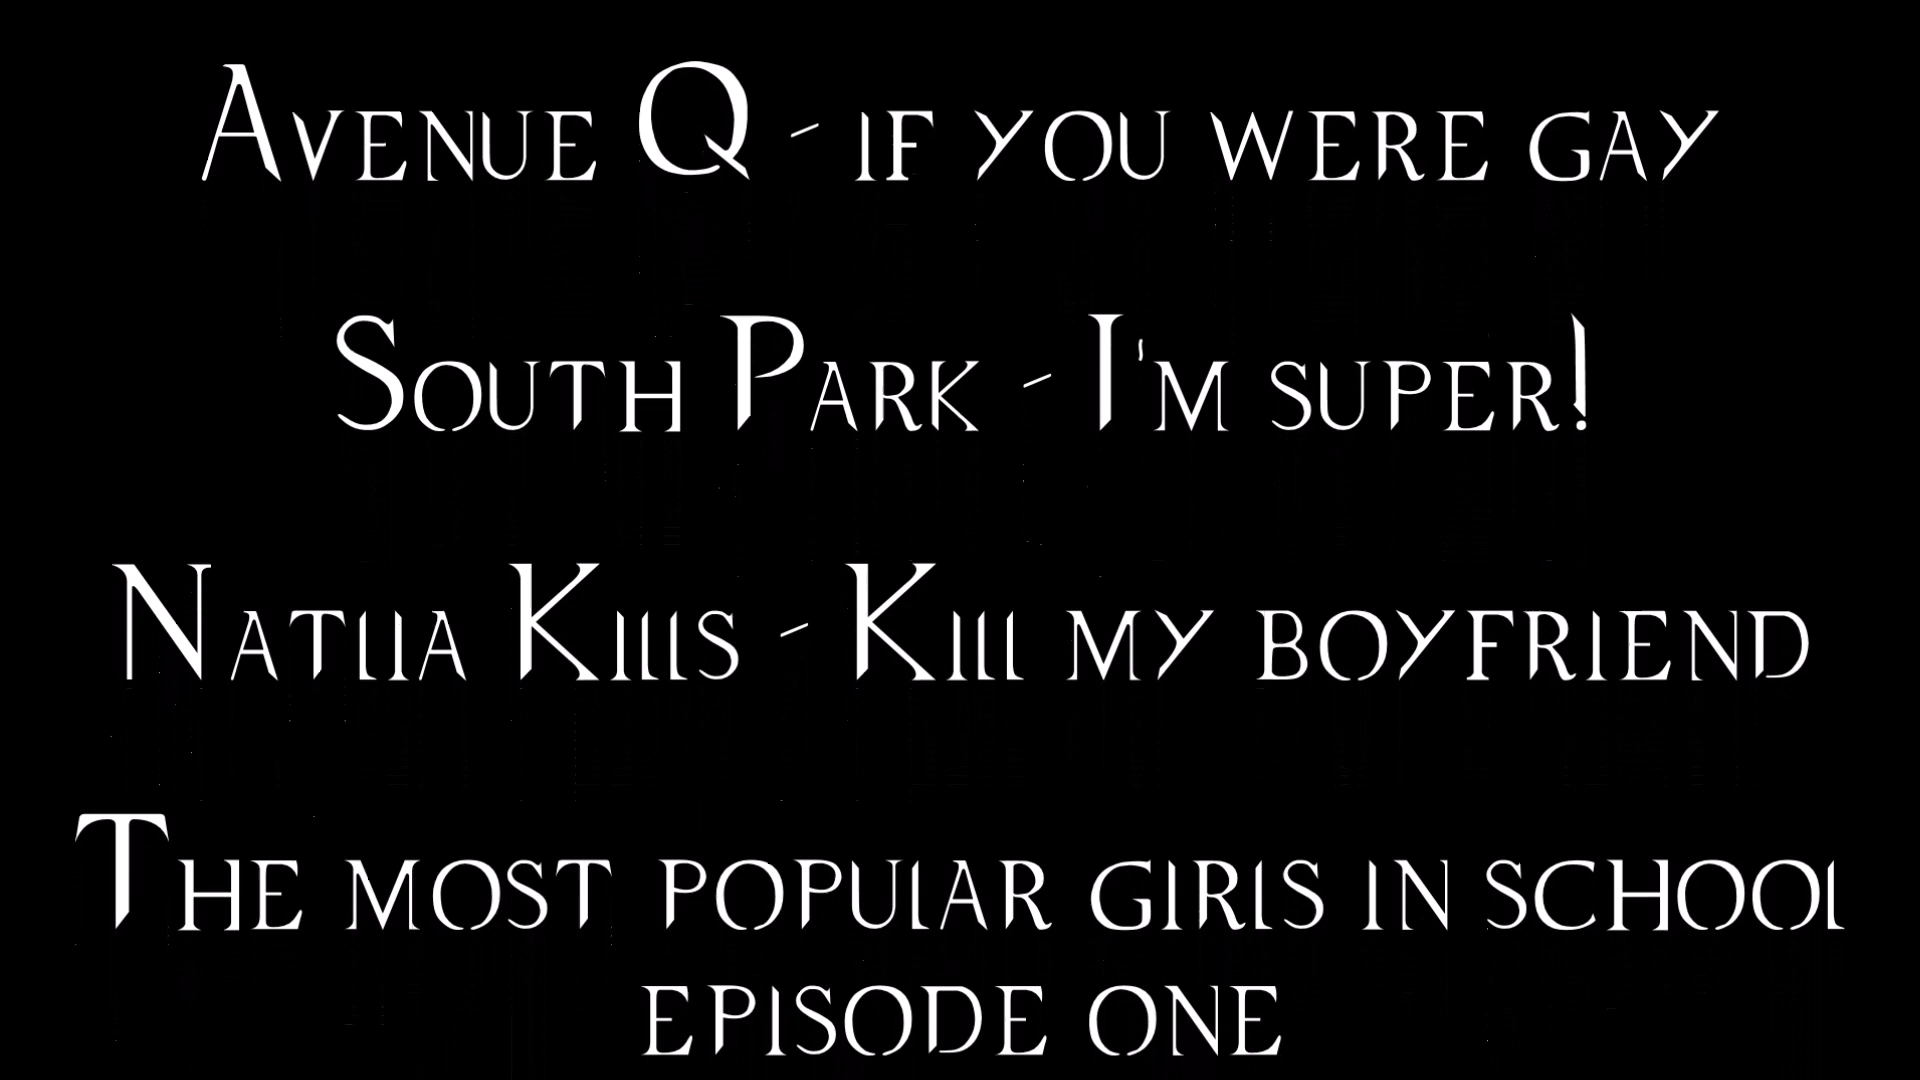 Avenue Q - if you were gay
South Park - I'm super!
Natlia Kills - Kill my boyfriend
The most popular girls in school
episode one